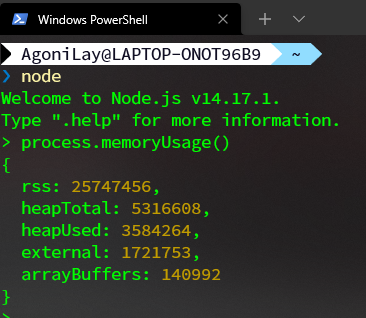 Windows PowerShell
AgoniLay@LAPTOP-ONOT96B9 ~
❯ node
Welcome to Node.js v14.17.1.
Type ".help" for more information.
> process.memoryUsage()
{
  rss: 25747456,
  heapTotal: 5316608,
  heapUsed: 3584264,
  external: 1721753,
  arrayBuffers: 140992
}
>